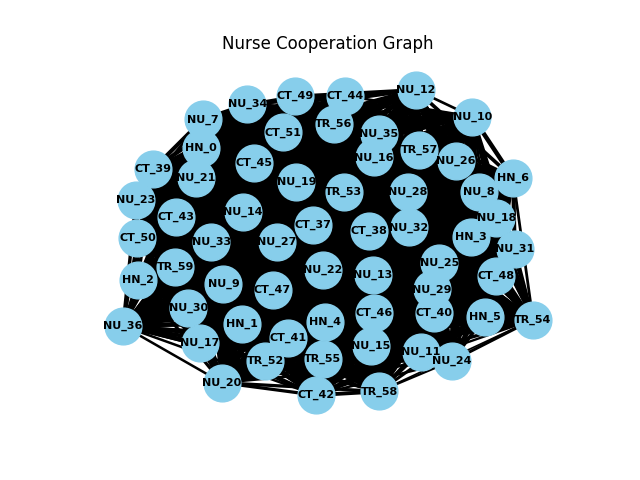 Nurse Cooperation Graph
NU_12
CT_49
CT_44
NU_34
NU_10
NU_7
TR_56
CT_51
NU_35
HN_0
TR_57
NU_16
NU_26
CT_45
CT_39
NU_21
HN_6
NU_19
TR_53
NU_28
NU_8
NU_23
NU_14
CT_43
NU_18
CT_37
NU_32
CT_38
HN_3
CT_50
NU_33
NU_27
NU_31
NU_25
TR_59
NU_22
NU_13
CT_48
HN_2
NU_9
CT_47
NU_29
NU_30
CT_46
CT_40
HN_5
TR_54
HN_4
HN_1
NU_36
CT_41
NU_17
NU_15
NU_11
TR_55
TR_52
NU_24
NU_20
TR_58
CT_42